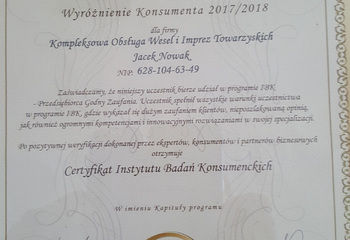 Wyróżnienie Konsumenta 2017/2018
dla firmy
Kompleksowa Obsługa Wesel i Imprez Towarzyskich
Jacek Nowak
NIP: 628-104-63-49
Zaświadczamy, że niniejszy uczestnik bierze udział w programie IBK
- Przedsiębiorca Godny Zaufania. Uczestnik spełnił wszystkie warunki uczestnictwa
w programie IBK, gdzie wykazał się dużym zaufaniem klientów, nieposzlakowaną opinią,
jak również ogromnymi kompetencjami i innowacyjnymi rozwiązaniami w swojej specjalizacji.
Po pozytywnej weryfikacji dokonanej przez ekspertów, konsumentów i partnerów biznesowych
otrzymuje
Certyfikat Instytutu Badań Konsumenckich
W imieniu Kapituły programu